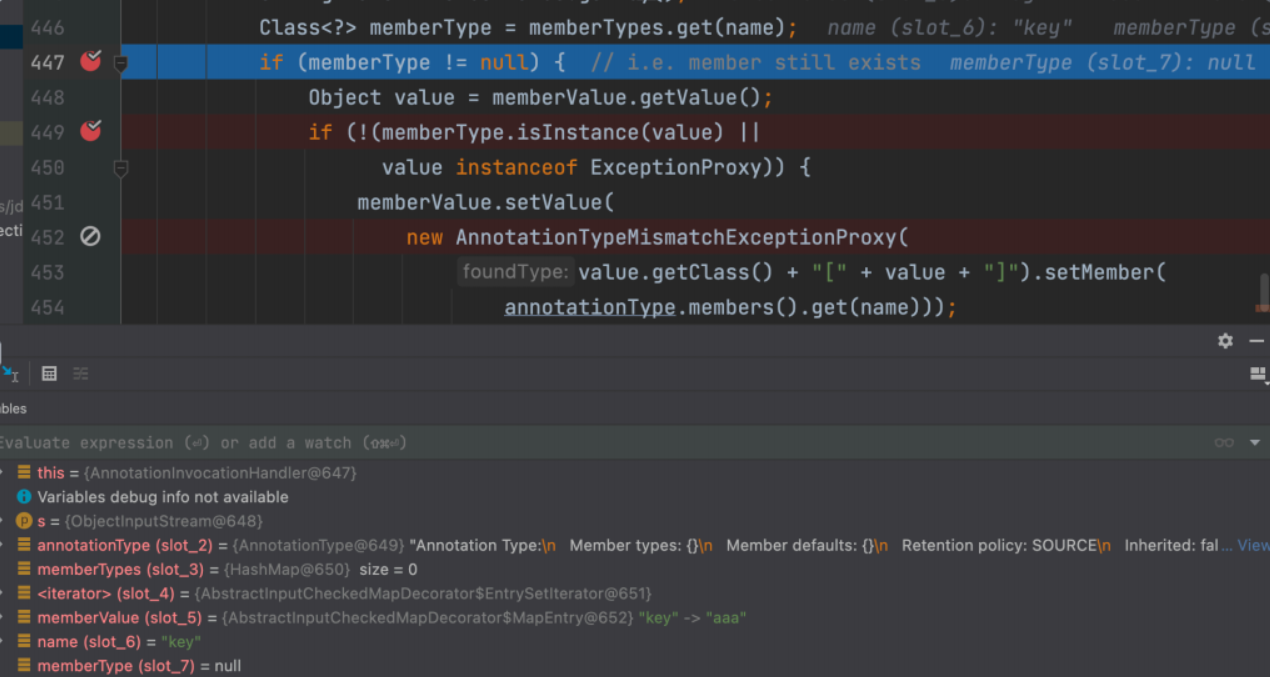 446 Class<?> memberType = memberTypes.get(name); name (slot_6): "key" memberType (s
447 if (memberType != null) { // i.e. member still exists memberType (slot_7): null
448 Object value = memberValue.getValue();
449 if (!(memberType.isInstance(value) ||
450 value instanceof ExceptionProxy)) {
s/jd 451 memberValue.setValue(
ecti 452 new AnnotationTypeMismatchExceptionProxy(
453 foundType: value.getClass() + "[" + value + "]").setMember(
454 annotationType.members().get(name)));
bles
Evaluate expression (⏎) or add a watch (⇧⌘⏎)
this = {AnnotationInvocationHandler@647}
Variables debug info not available
s = {ObjectInputStream@648}
annotationType (slot_2) = {AnnotationType@649} "Annotation Type:\n Member types: {}\n Member defaults: {}\n Retention policy: SOURCE\n Inherited: fal ... View
memberTypes (slot_3) = {HashMap@650} size = 0
<iterator> (slot_4) = {AbstractInputCheckedMapDecorator$EntrySetIterator@651}
memberValue (slot_5) = {AbstractInputCheckedMapDecorator$MapEntry@652} "key" -> "aaa"
name (slot_6) = "key"
memberType (slot_7) = null